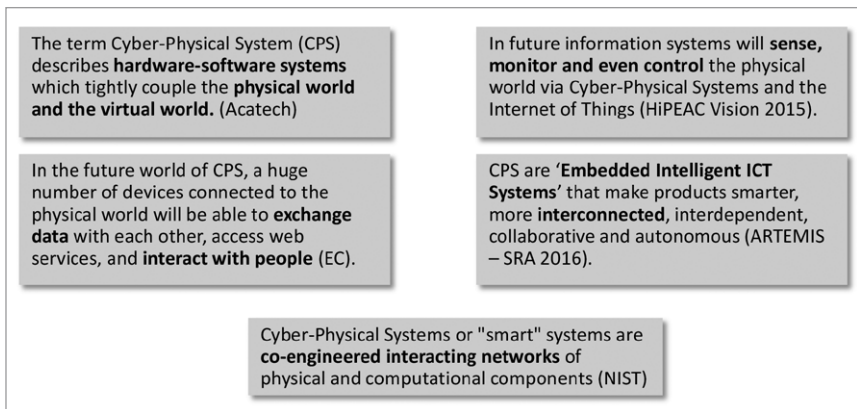 The term Cyber-Physical System (CPS)
describes hardware-software systems
which tightly couple the physical world
and the virtual world. (Acatech)
In future information systems will sense,
monitor and even control the physical
world via Cyber-Physical Systems and the
Internet of Things (HiPEAC Vision 2015).
In the future world of CPS, a huge
number of devices connected to the
physical world will be able to exchange
data with each other, access web
services, and interact with people (EC).
CPS are ‘Embedded Intelligent ICT
Systems’ that make products smarter,
more interconnected, interdependent,
collaborative and autonomous (ARTEMIS
– SRA 2016).
Cyber-Physical Systems or "smart" systems are
co-engineered interacting networks of
physical and computational components (NIST)